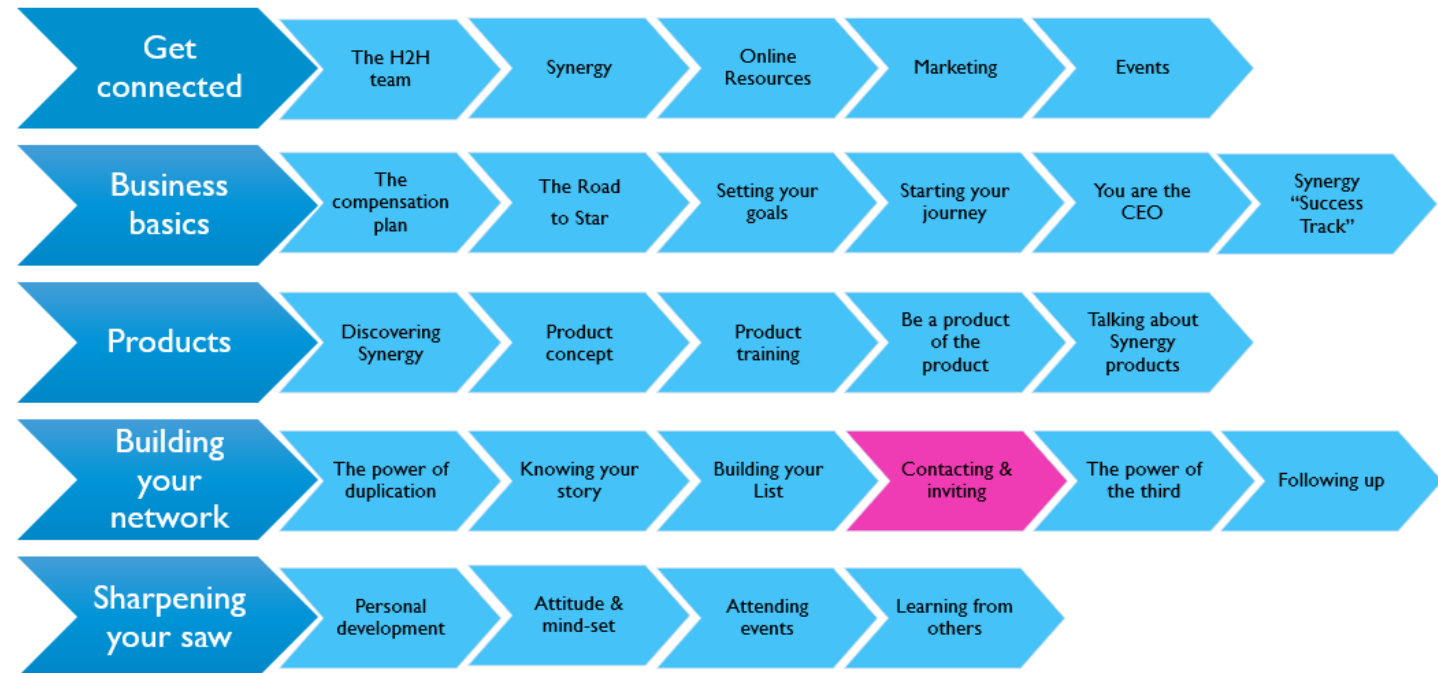 Get
connected
The H2H
team
Synergy
Online
Resources
Marketing
Events
Business
basics
The
compensation
plan
The Road
to Star
Setting your
goals
Starting your
journey
You are the
CEO
Synergy
“Success
Track”
Products
Discovering
Synergy
Product
concept
Product
training
Be a product
of the
product
Talking about
Synergy
products
Building
your
network
The power of
duplication
Knowing your
story
Building your
List
Contacting &
inviting
The power of
the third
Following up
Sharpening
your saw
Personal
development
Attitude &
mind-set
Attending
events
Learning from
others